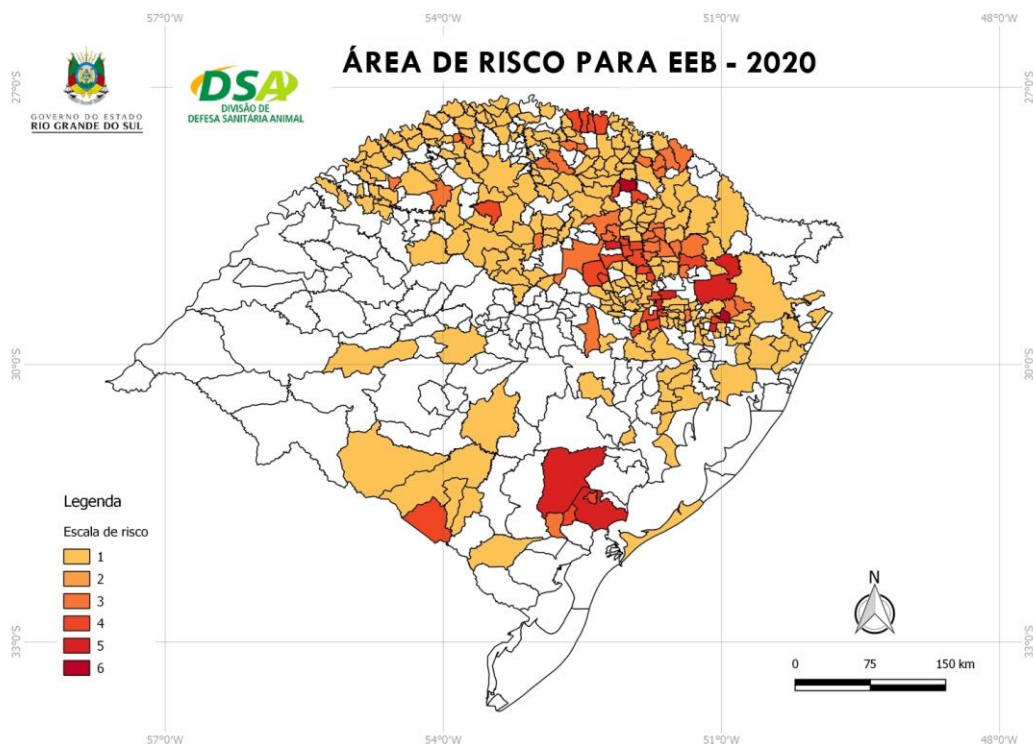 57°0'W 54°0'W 51°0'W 48°0'W
ÁREA DE RISCO PARA EEB - 2020
27°0'S 27°0'S
GOVERNO DO ESTADO
RIO GRANDE DO SUL
DSA
DIVISÃO DE
DEFESA SANITÁRIA ANIMAL
30°0'S 30°0'S
Legenda
Escala de risco
1
2
3
4
5
6
N
0 75 150 km
33°0'S 33°0'S
57°0'W 54°0'W 51°0'W 48°0'W